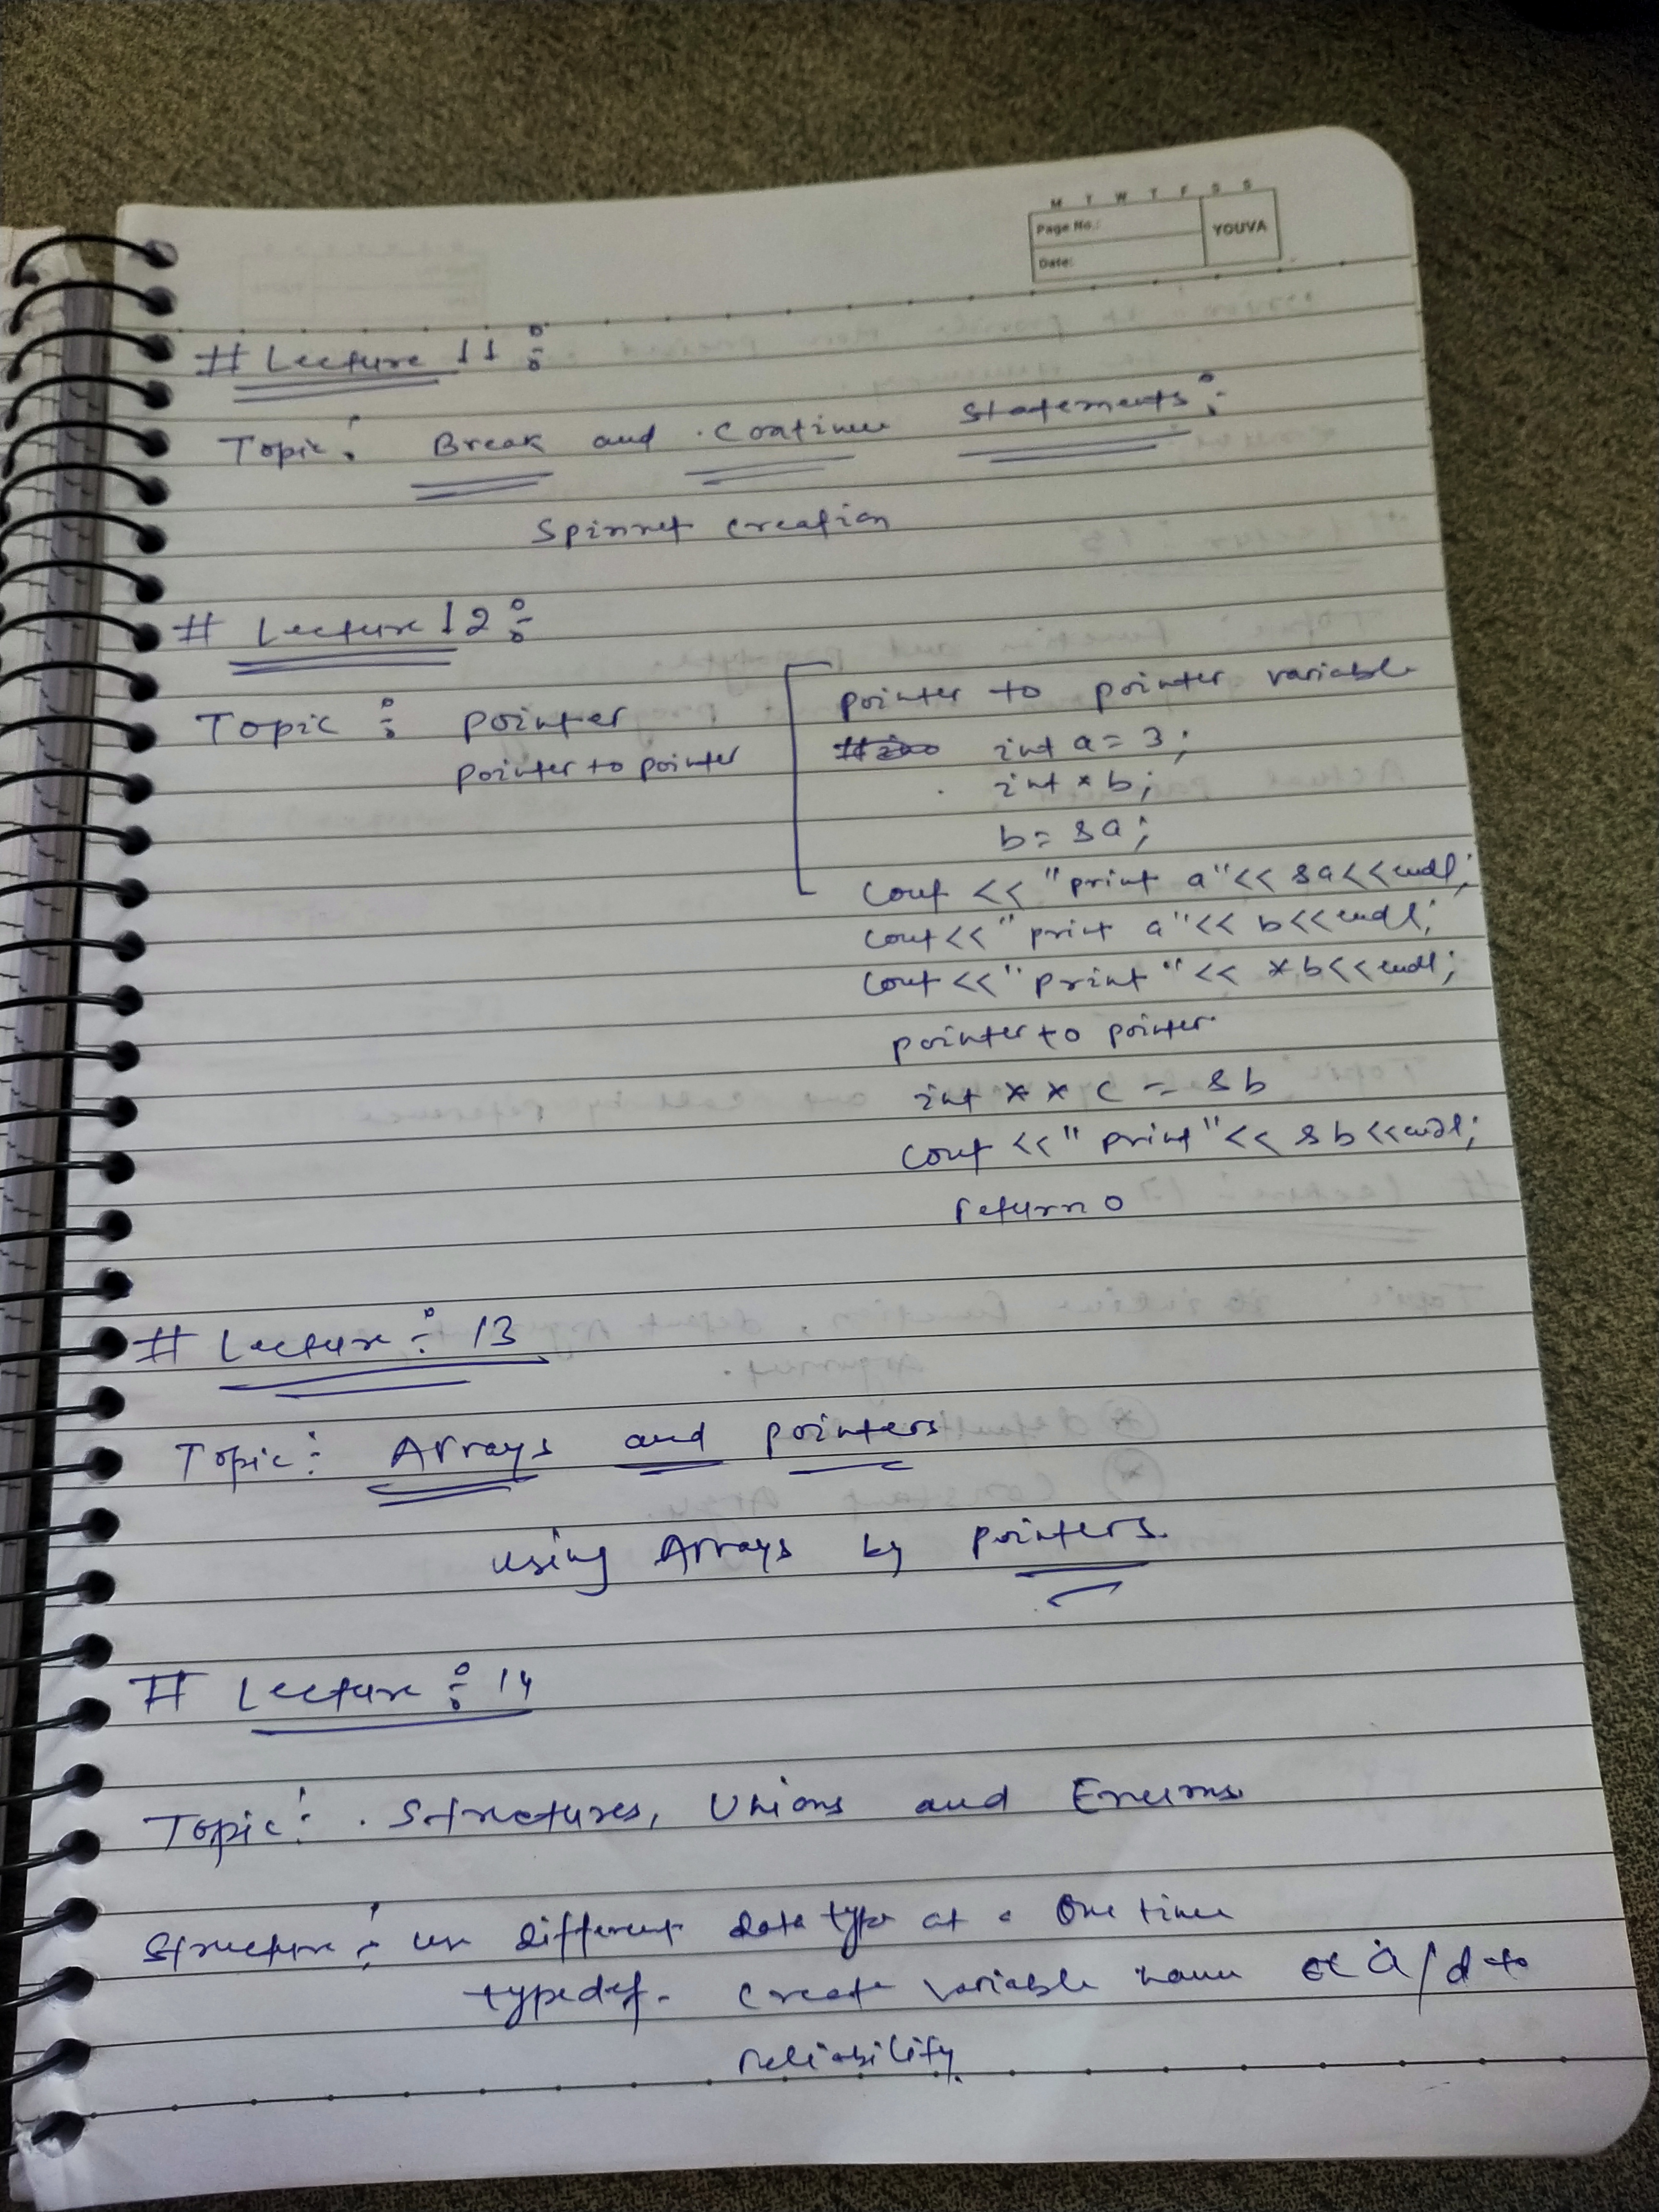 M T W T F S S
Page No.:
YOUVA
Date:
# Lecture 11 :-
Topic: Break and Continue Statements:-
Spinnet creation
# Lecture 12 :-
Topic :- pointer
pointer to pointer
pointer to pointer variable
int a = 3;
int * b;
b = &a;
cout << "print a"<< &a<<endl;
cout<< "print a"<< b<<endl;
cout <<"print "<< *b<<endl;
pointer to pointer
int ** c = &b
cout <<" print"<< &b<<endl;
return 0
# Lecture :- 13
Topic:- Arrays and pointers
using Arrays by pointers.
# Lecture :- 14
Topic:- Structures, Unions and Enums
Structure :- use different data type at a One time
typedef. create variable name a/d to
reliability.